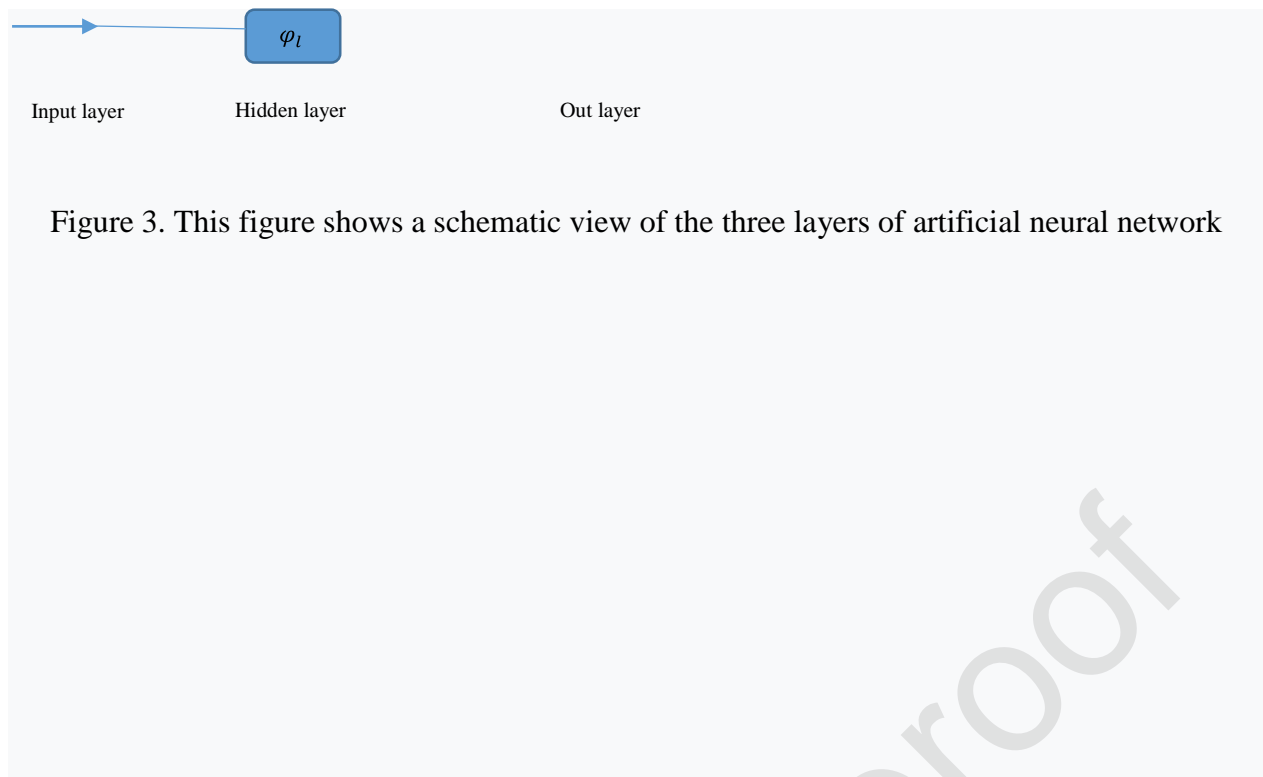 φ_l
Input layer Hidden layer Out layer
Figure 3. This figure shows a schematic view of the three layers of artificial neural network
roof